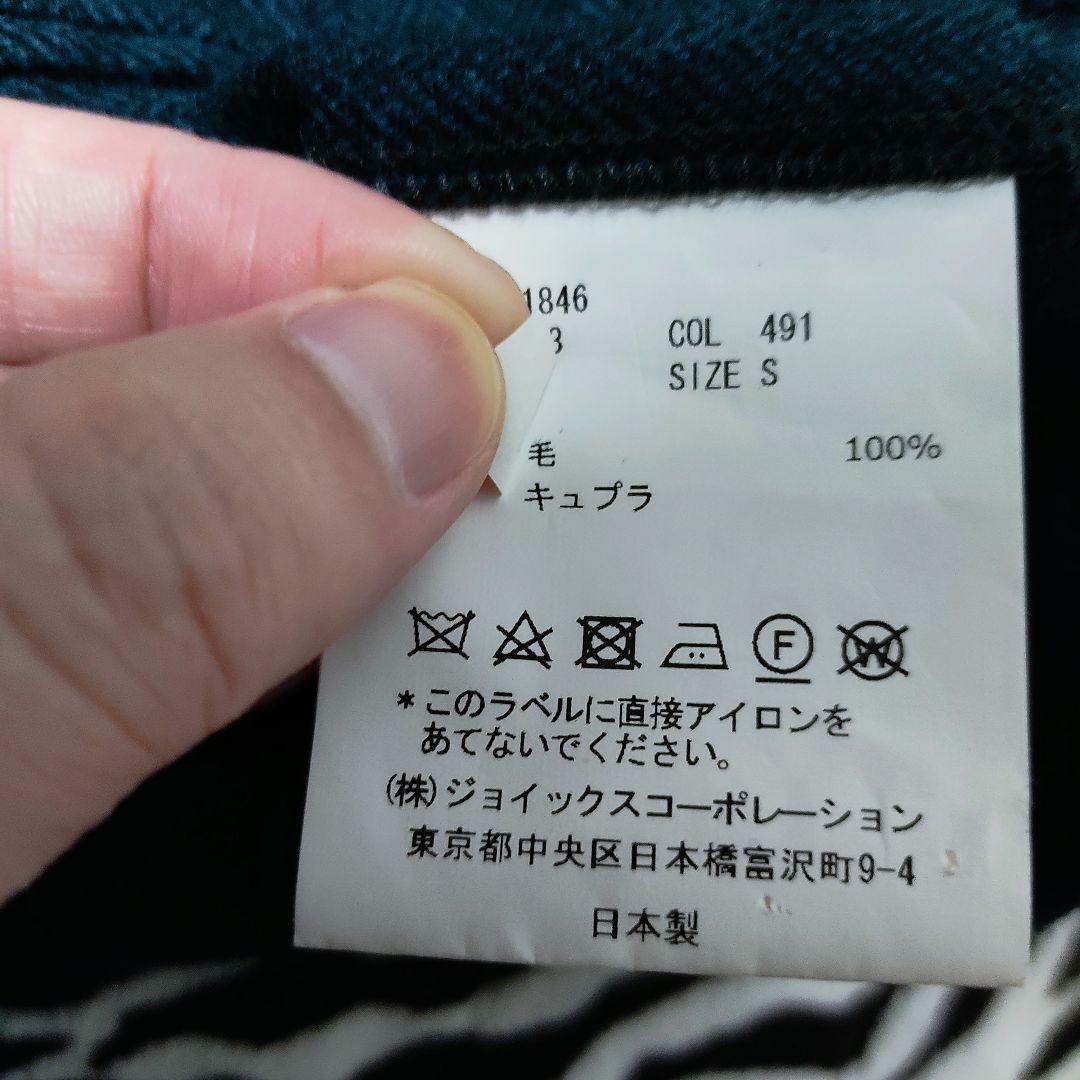 1846
3
COL 491
SIZE S
毛 100%
キュプラ
F
W
*このラベルに直接アイロンを
あてないでください。
(株)ジョイックスコーポレーション
東京都中央区日本橋富沢町9-4
日本製